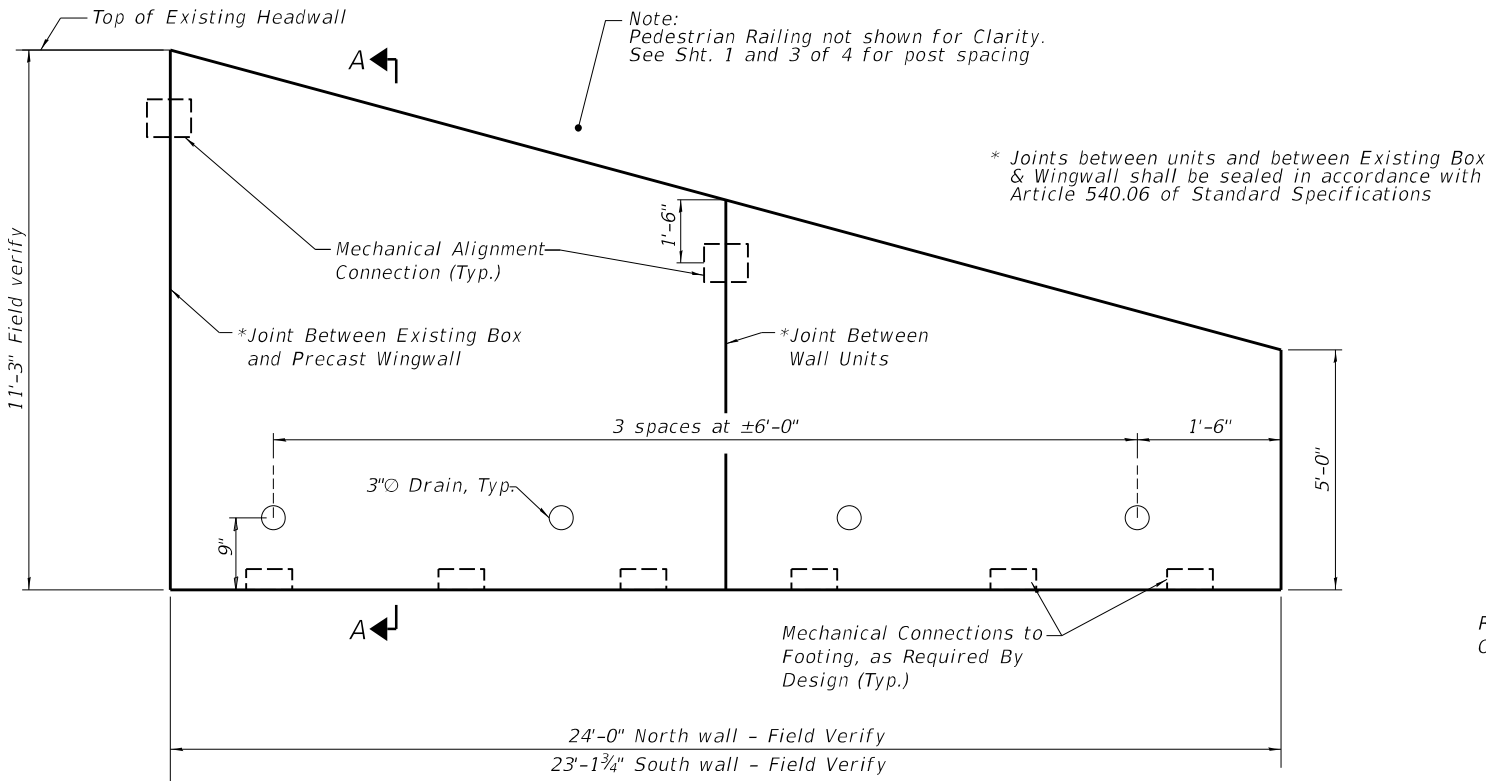 Top of Existing Headwall
Note:
Pedestrian Railing not shown for Clarity.
See Sht. 1 and 3 of 4 for post spacing
A
* Joints between units and between Existing Box
& Wingwall shall be sealed in accordance with
Article 540.06 of Standard Specifications
1'-6"
Mechanical Alignment
Connection (Typ.)
11'-3" Field verify
*Joint Between Existing Box
and Precast Wingwall
*Joint Between
Wall Units
3 spaces at ±6'-0"
1'-6"
5'-0"
3"∅ Drain, Typ.
9"
A
Mechanical Connections to
Footing, as Required By
Design (Typ.)
24'-0" North wall - Field Verify
23'-1¾" South wall - Field Verify